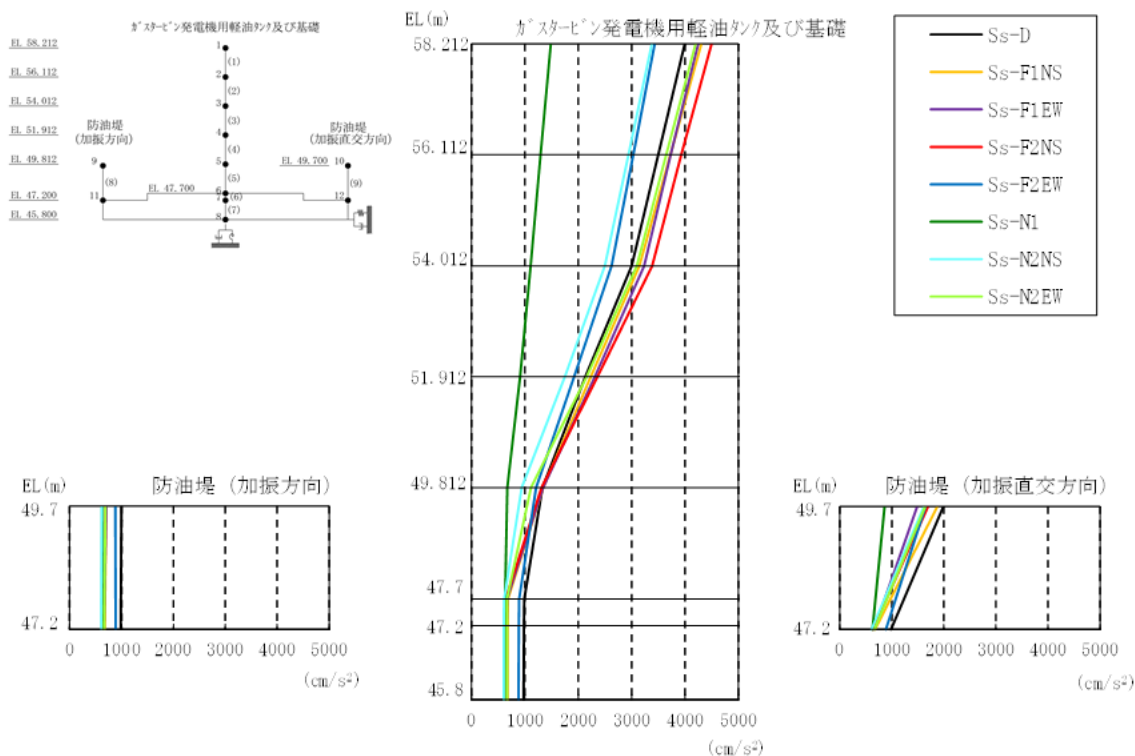 ｶﾞｽﾀｰﾋﾞﾝ発電機用軽油ﾀﾝｸ及び基礎
EL 58.212
EL 56.112
EL 54.012
EL 51.912
EL 49.812
EL 47.200
EL 45.800
1
(1)
2
(2)
3
(3)
4
(4)
5
(5)
6
(6)
7
(7)
8
防油堤
(加振方向)
9
(8)
11
EL 47.700
防油堤
(加振直交方向)
EL 49.700
10
(9)
12
EL(m)
ｶﾞｽﾀｰﾋﾞﾝ発電機用軽油ﾀﾝｸ及び基礎
58.212
56.112
54.012
51.912
49.812
47.7
47.2
45.8
0 1000 2000 3000 4000 5000
(cm/s²)
Ss-D
Ss-F1NS
Ss-F1EW
Ss-F2NS
Ss-F2EW
Ss-N1
Ss-N2NS
Ss-N2EW
EL(m)
防油堤 (加振方向)
49.7
47.2
0 1000 2000 3000 4000 5000
(cm/s²)
EL(m)
防油堤 (加振直交方向)
49.7
47.2
0 1000 2000 3000 4000 5000
(cm/s²)